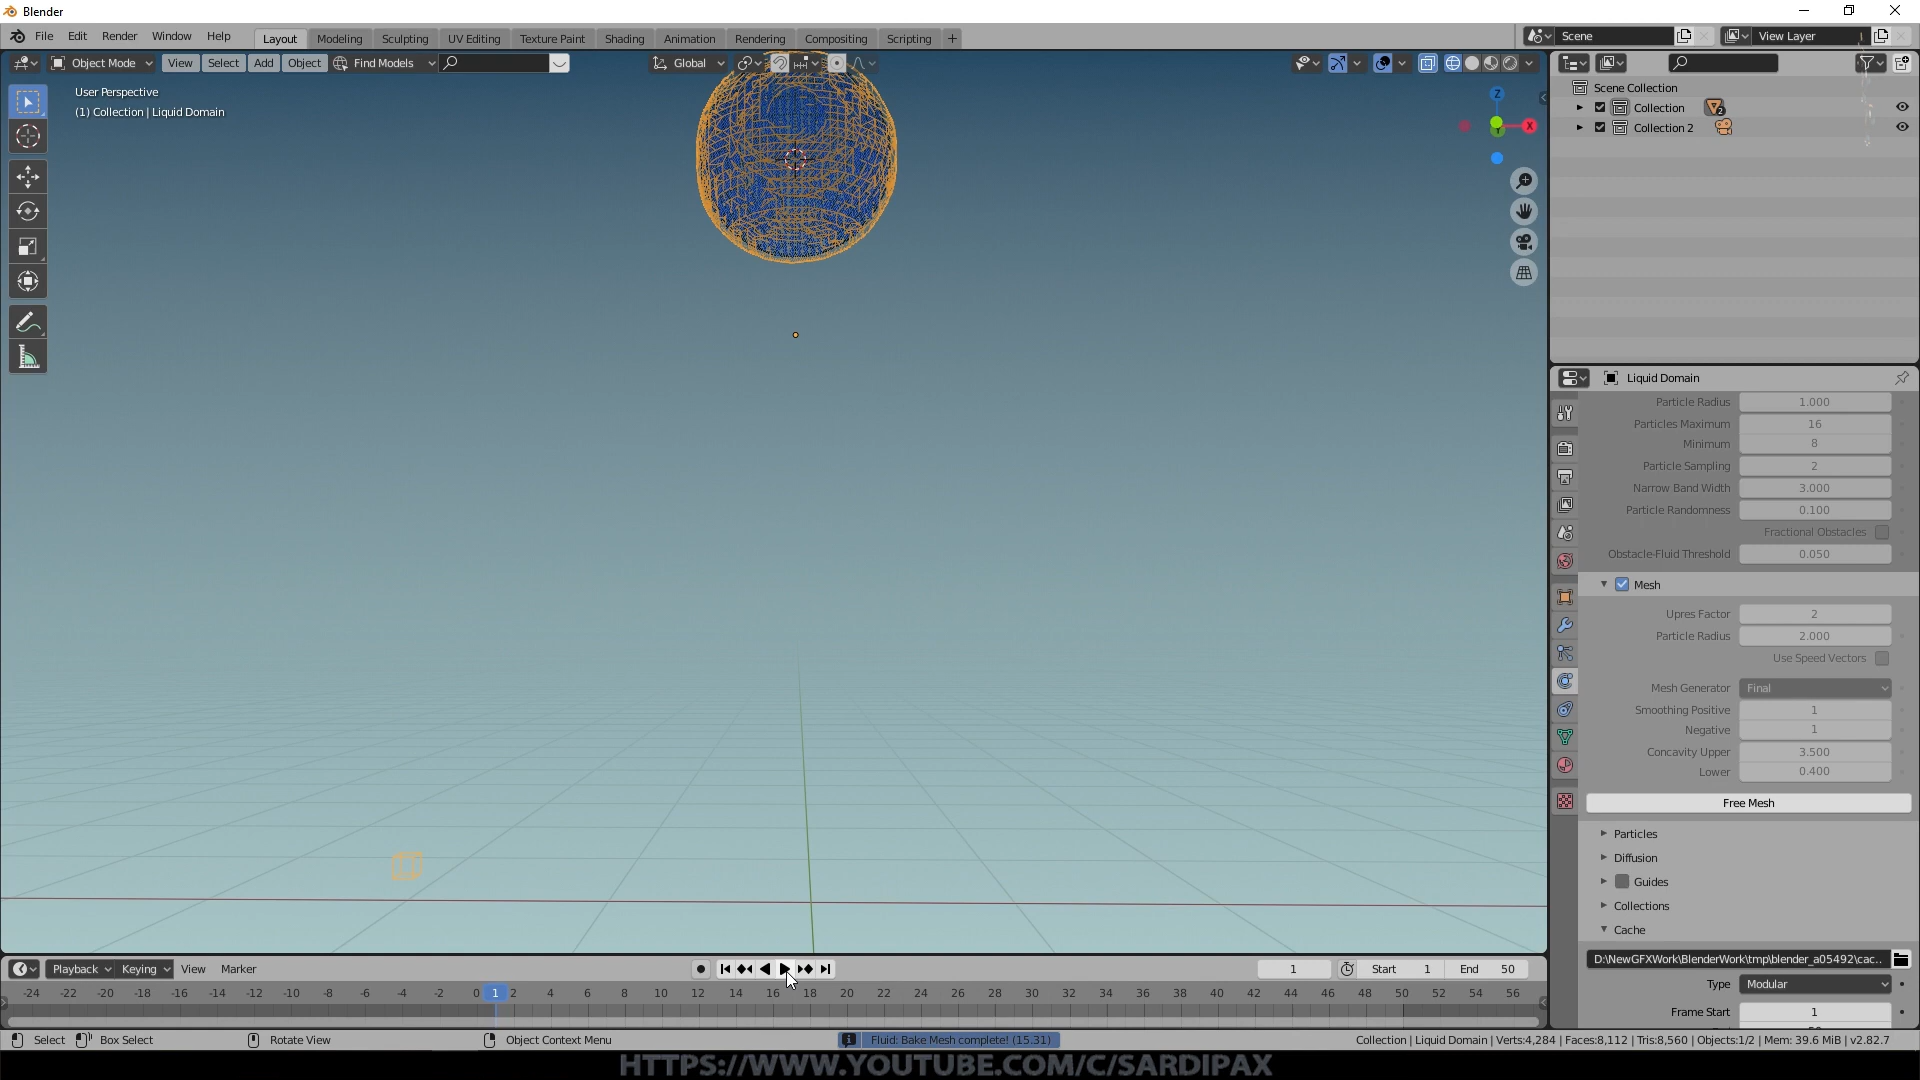 Blender
File Edit Render Window Help
Layout Modeling Sculpting UV Editing Texture Paint Shading Animation Rendering Compositing Scripting +
Scene
View Layer
Object Mode View Select Add Object Find Models
Global
User Perspective
(1) Collection | Liquid Domain
Z
X
Y
Scene Collection
Collection
2
Collection 2
Liquid Domain
Particle Radius 1.000
Particles Maximum 16
Minimum 8
Particle Sampling 2
Narrow Band Width 3.000
Particle Randomness 0.100
Fractional Obstacles
Obstacle-Fluid Threshold 0.050
Mesh
Upres Factor 2
Particle Radius 2.000
Use Speed Vectors
Mesh Generator Final
Smoothing Positive 1
Negative 1
Concavity Upper 3.500
Lower 0.400
Free Mesh
Particles
Diffusion
Guides
Collections
Cache
D:\NewGFXWork\BlenderWork\tmp\blender_a05492\cac..
Type Modular
Frame Start 1
Playback Keying View Marker
1 Start 1 End 50
-24 -22 -20 -18 -16 -14 -12 -10 -8 -6 -4 -2 0 1 2 4 6 8 10 12 14 16 18 20 22 24 26 28 30 32 34 36 38 40 42 44 46 48 50 52 54 56
Select Box Select Rotate View Object Context Menu
Fluid: Bake Mesh complete! (15.31)
Collection | Liquid Domain | Verts:4,284 | Faces:8,112 | Tris:8,560 | Objects:1/2 | Mem: 39.6 MiB | v2.82.7
HTTPS://WWW.YOUTUBE.COM/C/SARDIPAX